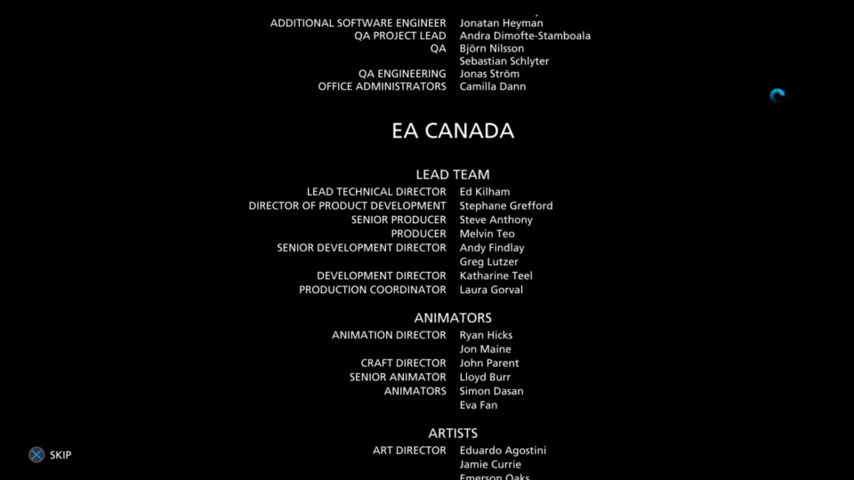 ADDITIONAL SOFTWARE ENGINEER Jonatan Heyman
QA PROJECT LEAD Andra Dimofte-Stamboala
QA Björn Nilsson
Sebastian Schlyter
QA ENGINEERING Jonas Ström
OFFICE ADMINISTRATORS Camilla Dann
EA CANADA
LEAD TEAM
LEAD TECHNICAL DIRECTOR Ed Kilham
DIRECTOR OF PRODUCT DEVELOPMENT Stephane Grefford
SENIOR PRODUCER Steve Anthony
PRODUCER Melvin Teo
SENIOR DEVELOPMENT DIRECTOR Andy Findlay
Greg Lutzer
DEVELOPMENT DIRECTOR Katharine Teel
PRODUCTION COORDINATOR Laura Gorval
ANIMATORS
ANIMATION DIRECTOR Ryan Hicks
Jon Maine
CRAFT DIRECTOR John Parent
SENIOR ANIMATOR Lloyd Burr
ANIMATORS Simon Dasan
Eva Fan
ARTISTS
ART DIRECTOR Eduardo Agostini
Jamie Currie
Emerson Oaks
SKIP